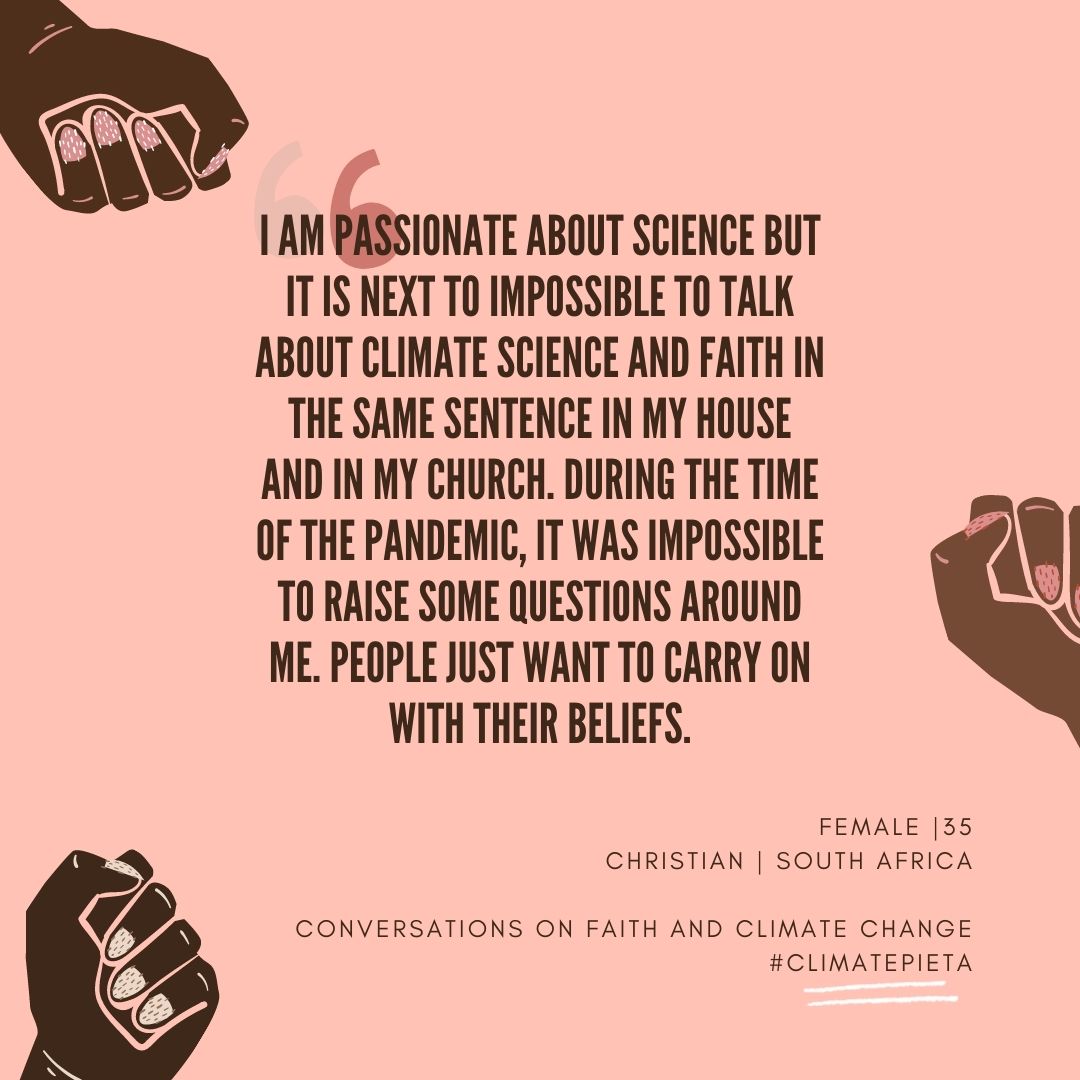 I AM PASSIONATE ABOUT SCIENCE BUT
IT IS NEXT TO IMPOSSIBLE TO TALK
ABOUT CLIMATE SCIENCE AND FAITH IN
THE SAME SENTENCE IN MY HOUSE
AND IN MY CHURCH. DURING THE TIME
OF THE PANDEMIC, IT WAS IMPOSSIBLE
TO RAISE SOME QUESTIONS AROUND
ME. PEOPLE JUST WANT TO CARRY ON
WITH THEIR BELIEFS.
FEMALE |35
CHRISTIAN | SOUTH AFRICA
CONVERSATIONS ON FAITH AND CLIMATE CHANGE
#CLIMATEPIETA